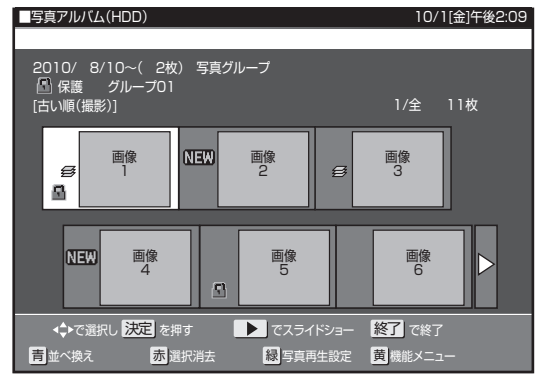 ■写真アルバム(HDD) 10/1[金]午後2:09
2010/ 8/10~( 2枚) 写真グループ
保護 グループ01
[古い順(撮影)] 1/全 11枚
画像 NEW 画像 画像
1 2 3
NEW 画像 画像 画像
4 5 6
で選択し 決定 を押す ▶ でスライドショー 終了 で終了
青 並べ換え 赤 選択消去 緑 写真再生設定 黄 機能メニュー